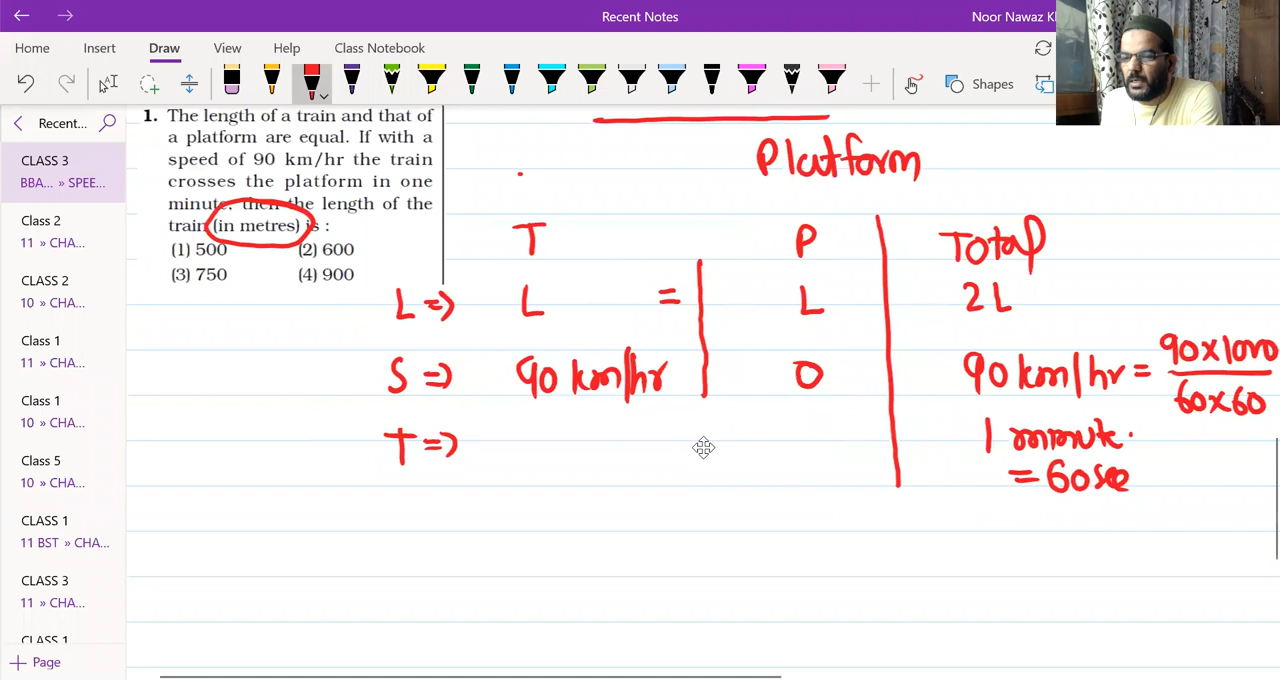 Recent Notes
Noor Nawaz Kh
Home Insert Draw View Help Class Notebook
Shapes
Recent...
CLASS 3
BBA... » SPEE...
Class 2
11 » CHA...
CLASS 2
10 » CHA...
Class 1
11 » CHA...
Class 1
10 » CHA...
Class 5
10 » CHA...
CLASS 1
11 BST » CHA...
CLASS 3
11 » CHA...
CLASS 1
Page
1. The length of a train and that of
a platform are equal. If with a
speed of 90 km/hr the train
crosses the platform in one
minute, then the length of the
train (in metres) is :
(1) 500 (2) 600
(3) 750 (4) 900
Platform
T P Total
L => L = L 2L
S => 90 km/hr 0 90 km/hr = 90x1000
60x60
T => 1 minute.
= 60 sec